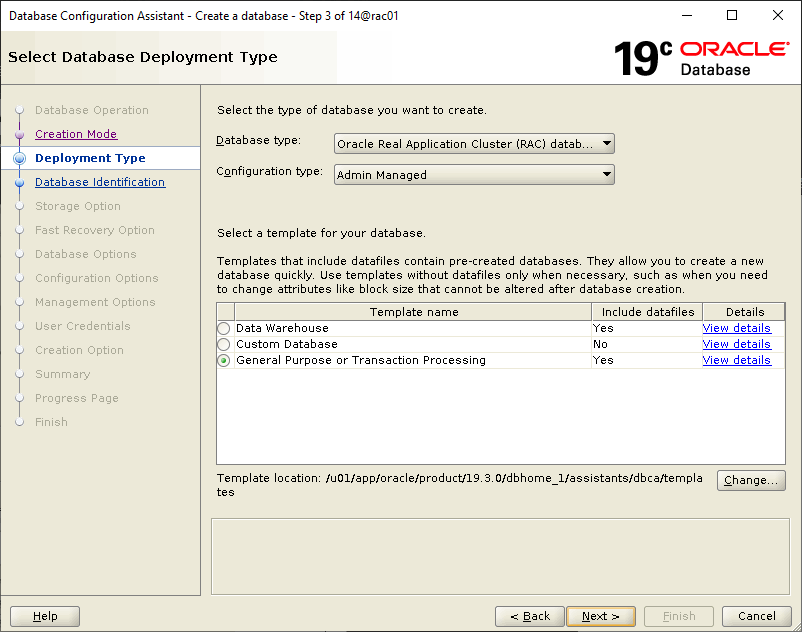 Database Configuration Assistant - Create a database - Step 3 of 14@rac01
Select Database Deployment Type
19c ORACLE
Database
Database Operation
Creation Mode
Deployment Type
Database Identification
Storage Option
Fast Recovery Option
Database Options
Configuration Options
Management Options
User Credentials
Creation Option
Summary
Progress Page
Finish
Select the type of database you want to create.
Database type: Oracle Real Application Cluster (RAC) datab...
Configuration type: Admin Managed
Select a template for your database.
Templates that include datafiles contain pre-created databases. They allow you to create a new
database quickly. Use templates without datafiles only when necessary, such as when you need
to change attributes like block size that cannot be altered after database creation.
Template name Include datafiles Details
Data Warehouse Yes View details
Custom Database No View details
General Purpose or Transaction Processing Yes View details
Template location: /u01/app/oracle/product/19.3.0/dbhome_1/assistants/dbca/templa
tes
Change...
Help < Back Next > Finish Cancel